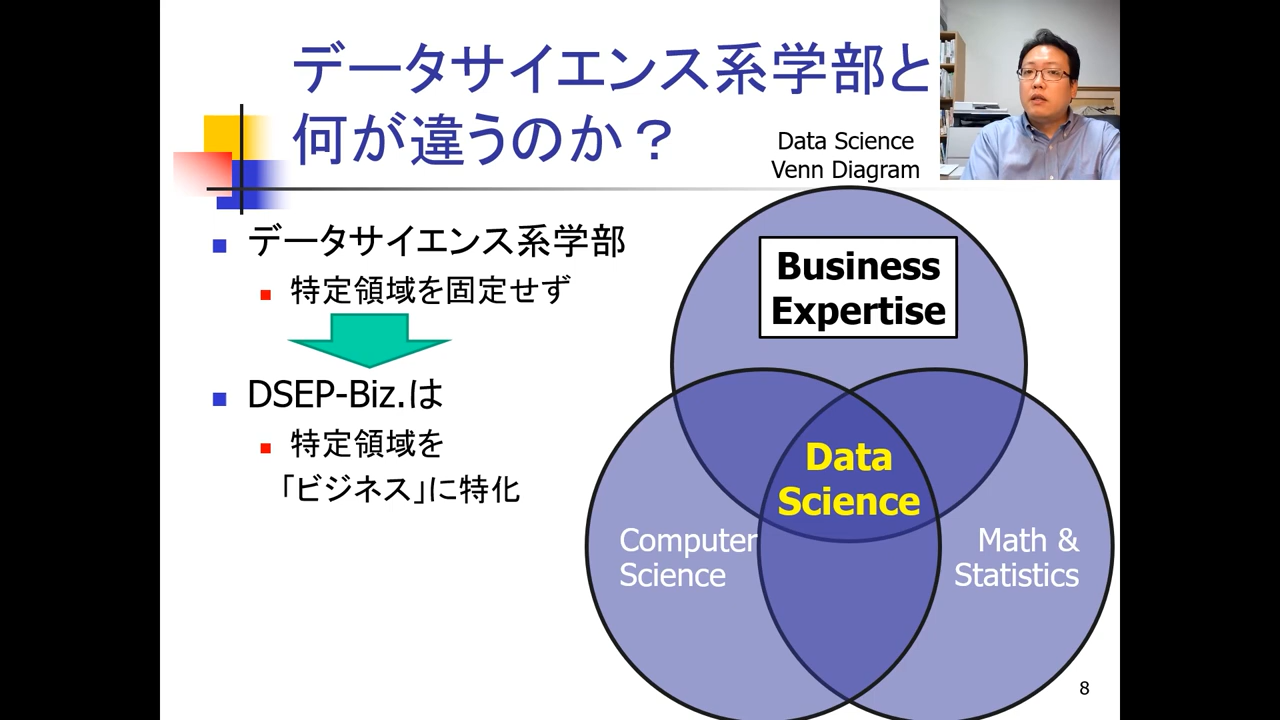 データサイエンス系学部と
何が違うのか？
Data Science
Venn Diagram
データサイエンス系学部
特定領域を固定せず
DSEP-Biz.は
特定領域を
「ビジネス」に特化
Business
Expertise
Data
Science
Computer
Science
Math &
Statistics
8